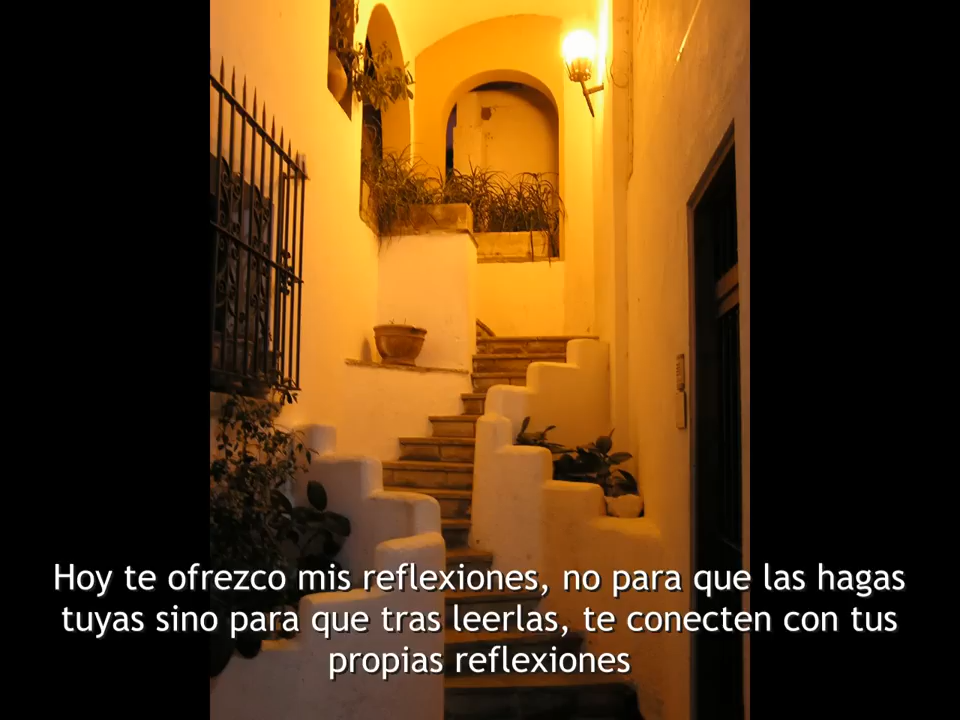 Hoy te ofrezco mis reflexiones, no para que las hagas
tuyas sino para que tras leerlas, te conecten con tus
propias reflexiones